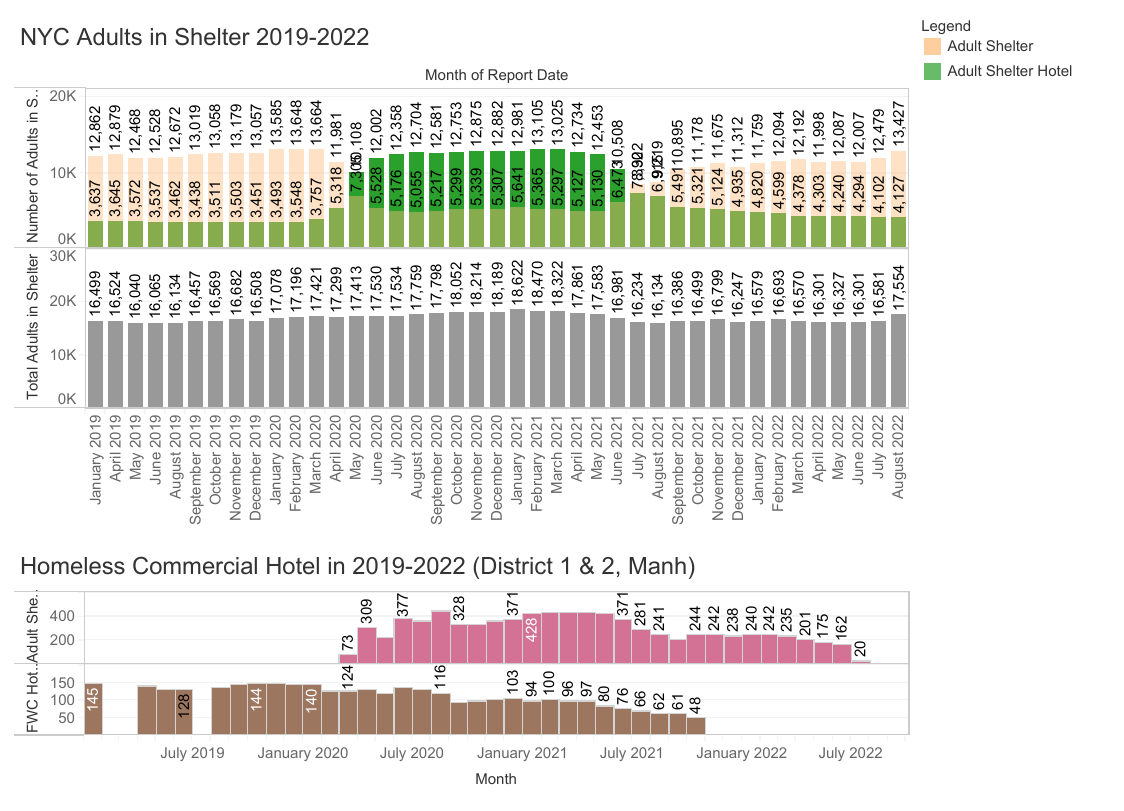 NYC Adults in Shelter 2019-2022
Legend
Adult Shelter
Adult Shelter Hotel
Month of Report Date
Number of Adults in S..
20K
10K
0K
12,862 12,879 12,468 12,528 12,672 13,019 13,058 13,179 13,057 13,585 13,648 13,664 11,981 10,108 12,002 12,358 12,704 12,581 12,753 12,875 12,882 12,981 13,105 13,025 12,734 12,453 10,508 10,895 11,178 11,675 11,312 11,759 12,094 12,192 11,998 12,087 12,007 12,479 13,427
3,637 3,645 3,572 3,537 3,462 3,438 3,511 3,503 3,451 3,493 3,548 3,757 5,318 7,305 5,528 5,176 5,055 5,217 5,299 5,339 5,307 5,641 5,365 5,297 5,127 5,130 6,473 5,491 5,321 5,124 4,935 4,820 4,599 4,378 4,303 4,240 4,294 4,102 4,127
Total Adults in Shelter
30K
20K
10K
0K
16,499 16,524 16,040 16,065 16,134 16,457 16,569 16,682 16,508 17,078 17,196 17,421 17,299 17,413 17,530 17,534 17,759 17,798 18,052 18,214 18,189 18,622 18,470 18,322 17,861 17,583 16,981 16,234 16,134 16,386 16,499 16,799 16,247 16,579 16,693 16,570 16,301 16,327 16,301 16,581 17,554
January 2019
April 2019
May 2019
June 2019
August 2019
September 2019
October 2019
November 2019
December 2019
January 2020
February 2020
March 2020
April 2020
May 2020
June 2020
July 2020
August 2020
September 2020
October 2020
November 2020
December 2020
January 2021
February 2021
March 2021
April 2021
May 2021
June 2021
July 2021
August 2021
September 2021
October 2021
November 2021
December 2021
January 2022
February 2022
March 2022
April 2022
May 2022
June 2022
July 2022
August 2022
Homeless Commercial Hotel in 2019-2022 (District 1 & 2, Manh)
Adult She..
400
200
73 309 377 328 371 428 371 281 241 244 242 238 240 242 235 201 175 162 20
FWC Hot..
150
100
50
145 128 144 140 124 116 103 94 100 96 97 80 76 66 62 61 48
July 2019 January 2020 July 2020 January 2021 July 2021 January 2022 July 2022
Month